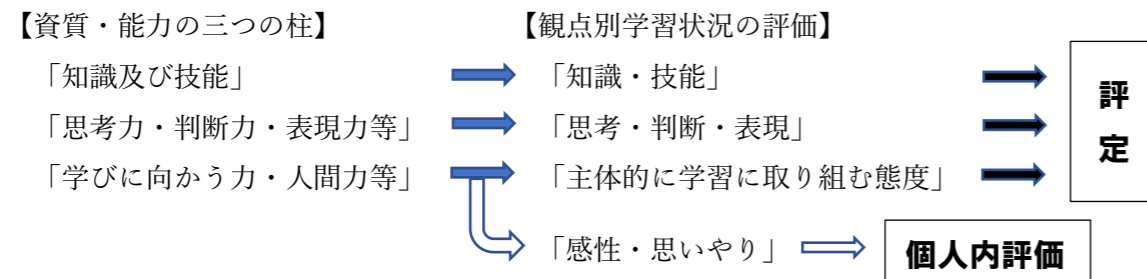 【資質・能力の三つの柱】 【観点別学習状況の評価】
「知識及び技能」 「知識・技能」
「思考力・判断力・表現力等」 「思考・判断・表現」
「学びに向かう力・人間力等」 「主体的に学習に取り組む態度」
評定
「感性・思いやり」 個人内評価